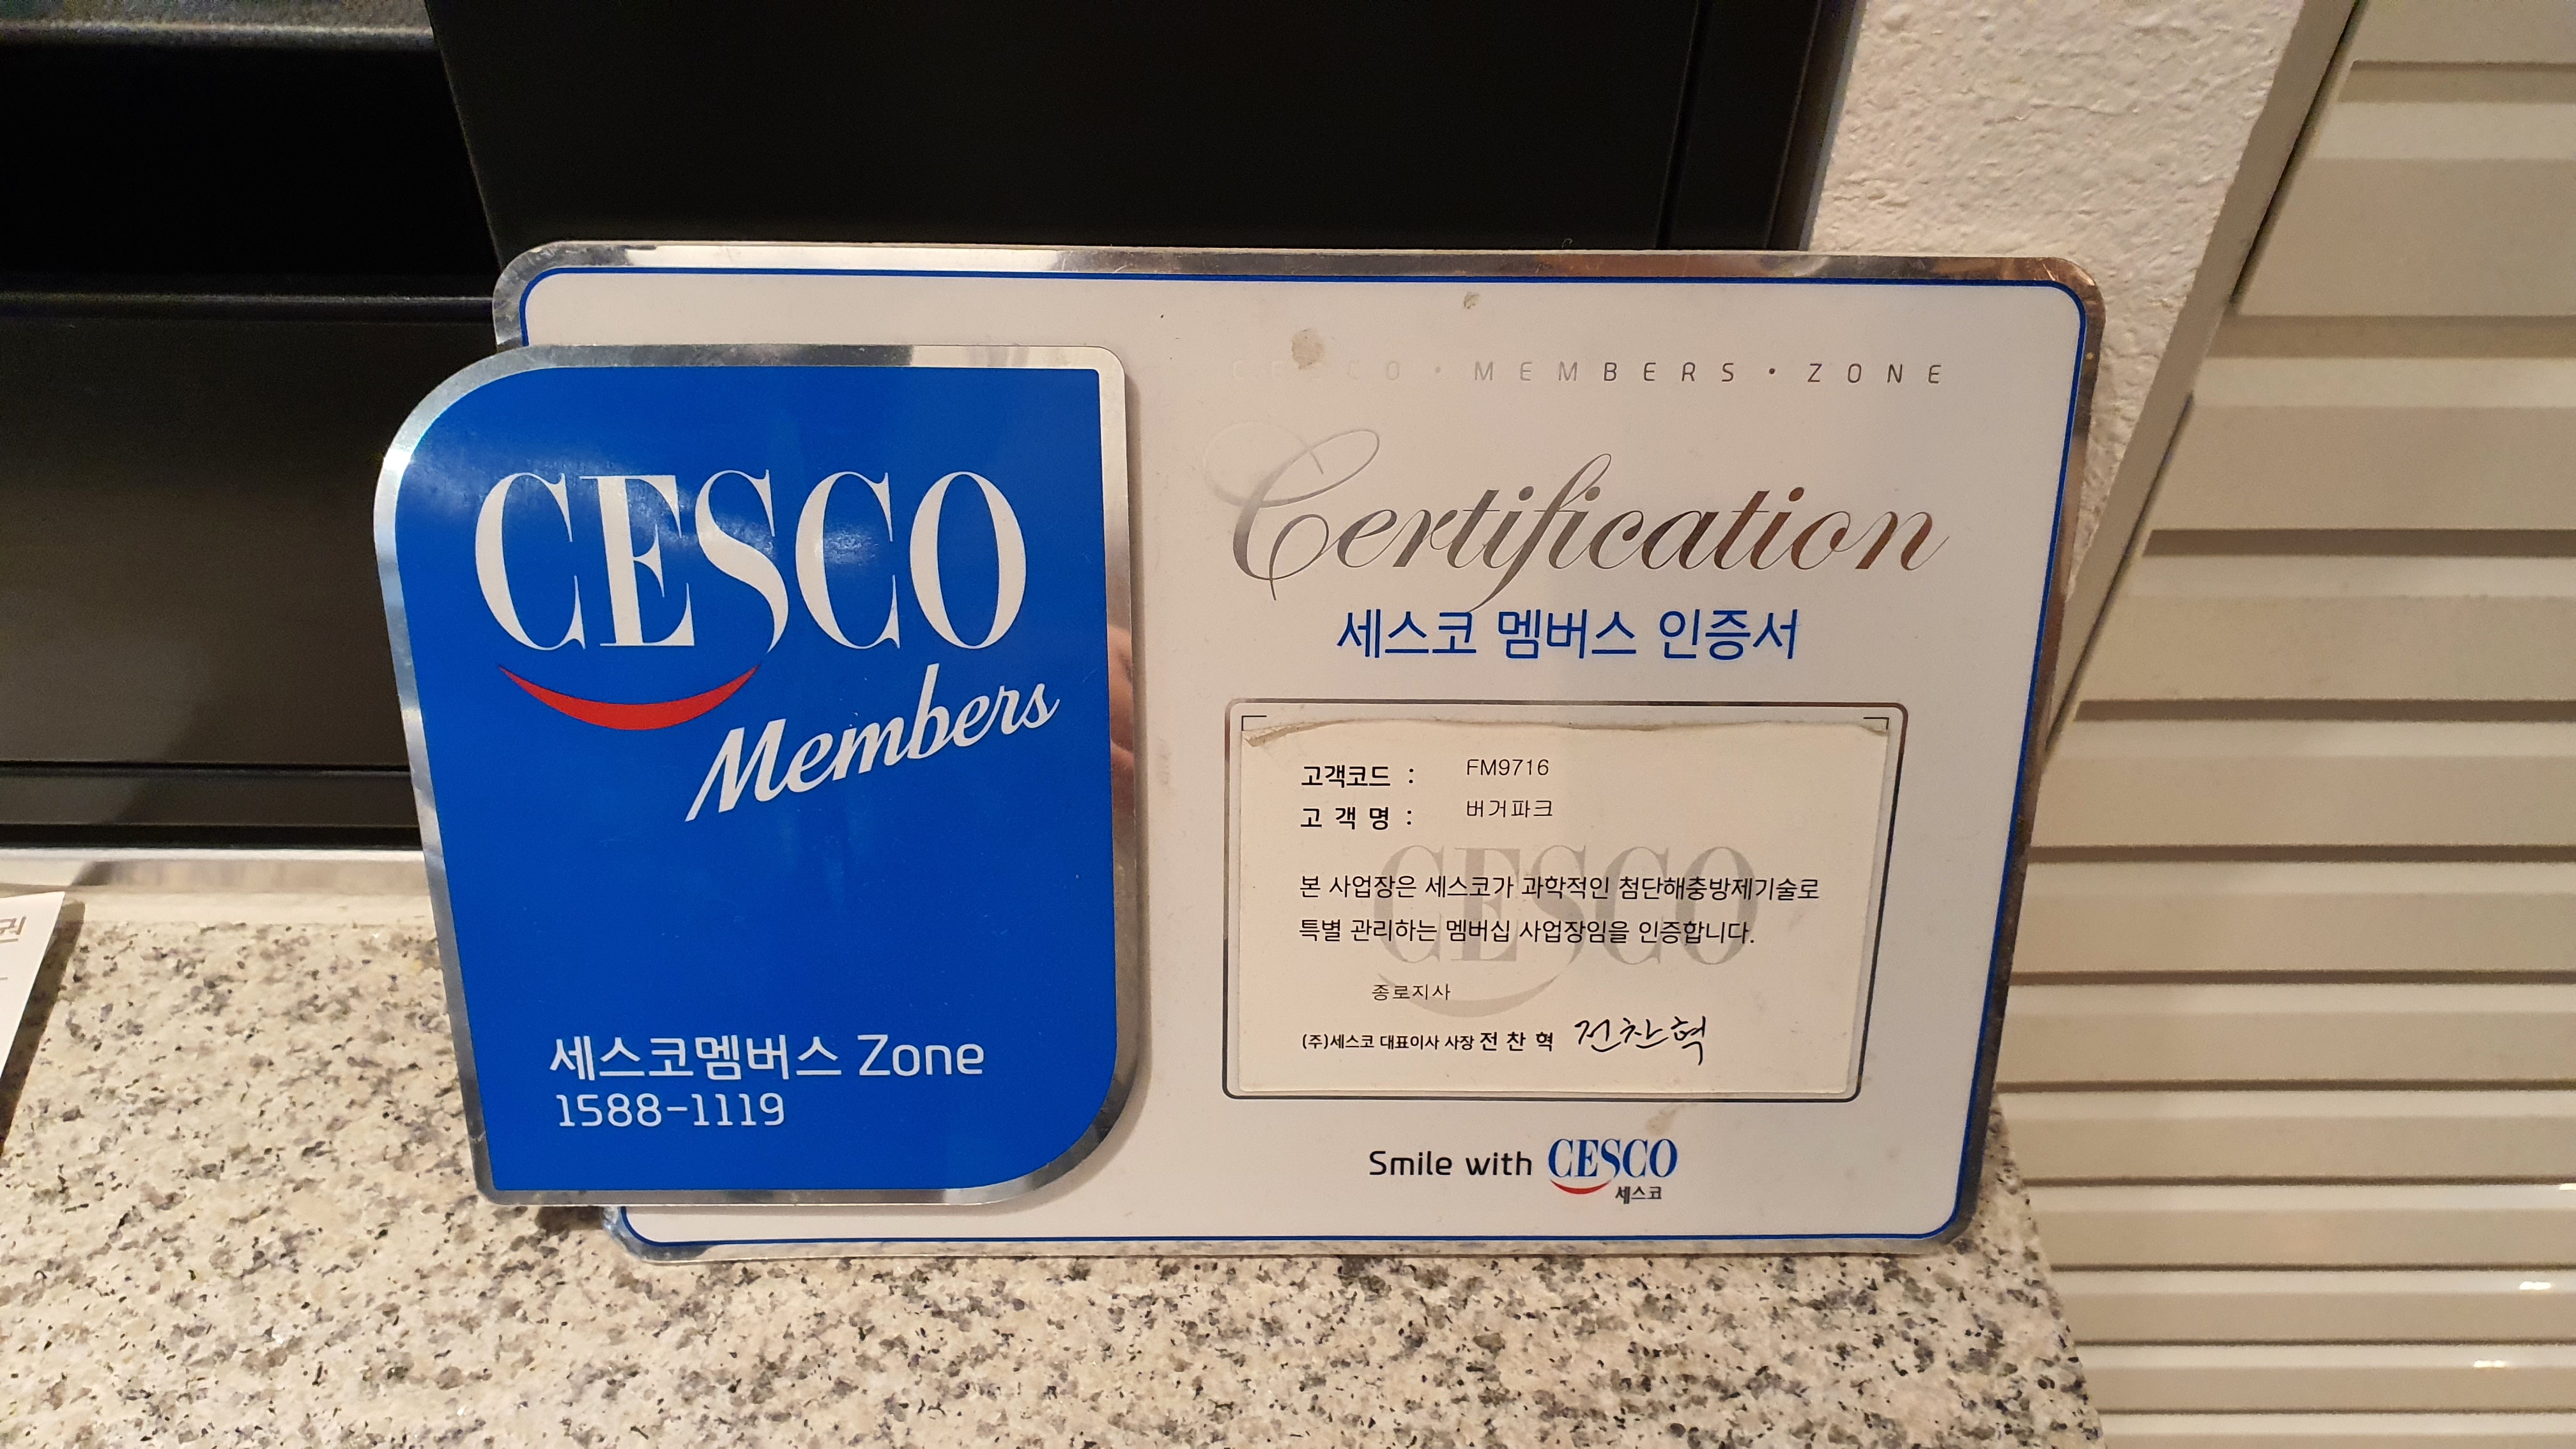 CESCO
Members
세스코멤버스 Zone
1588-1119
CESCO · MEMBERS · ZONE
Certification
세스코 멤버스 인증서
고객코드 : FM9716
고 객 명 : 버거파크
CESCO
본 사업장은 세스코가 과학적인 첨단해충방제기술로
특별 관리하는 멤버십 사업장임을 인증합니다.
종로지사
(주)세스코 대표이사 사장 전 찬 혁 전찬혁
Smile with CESCO
세스코
권